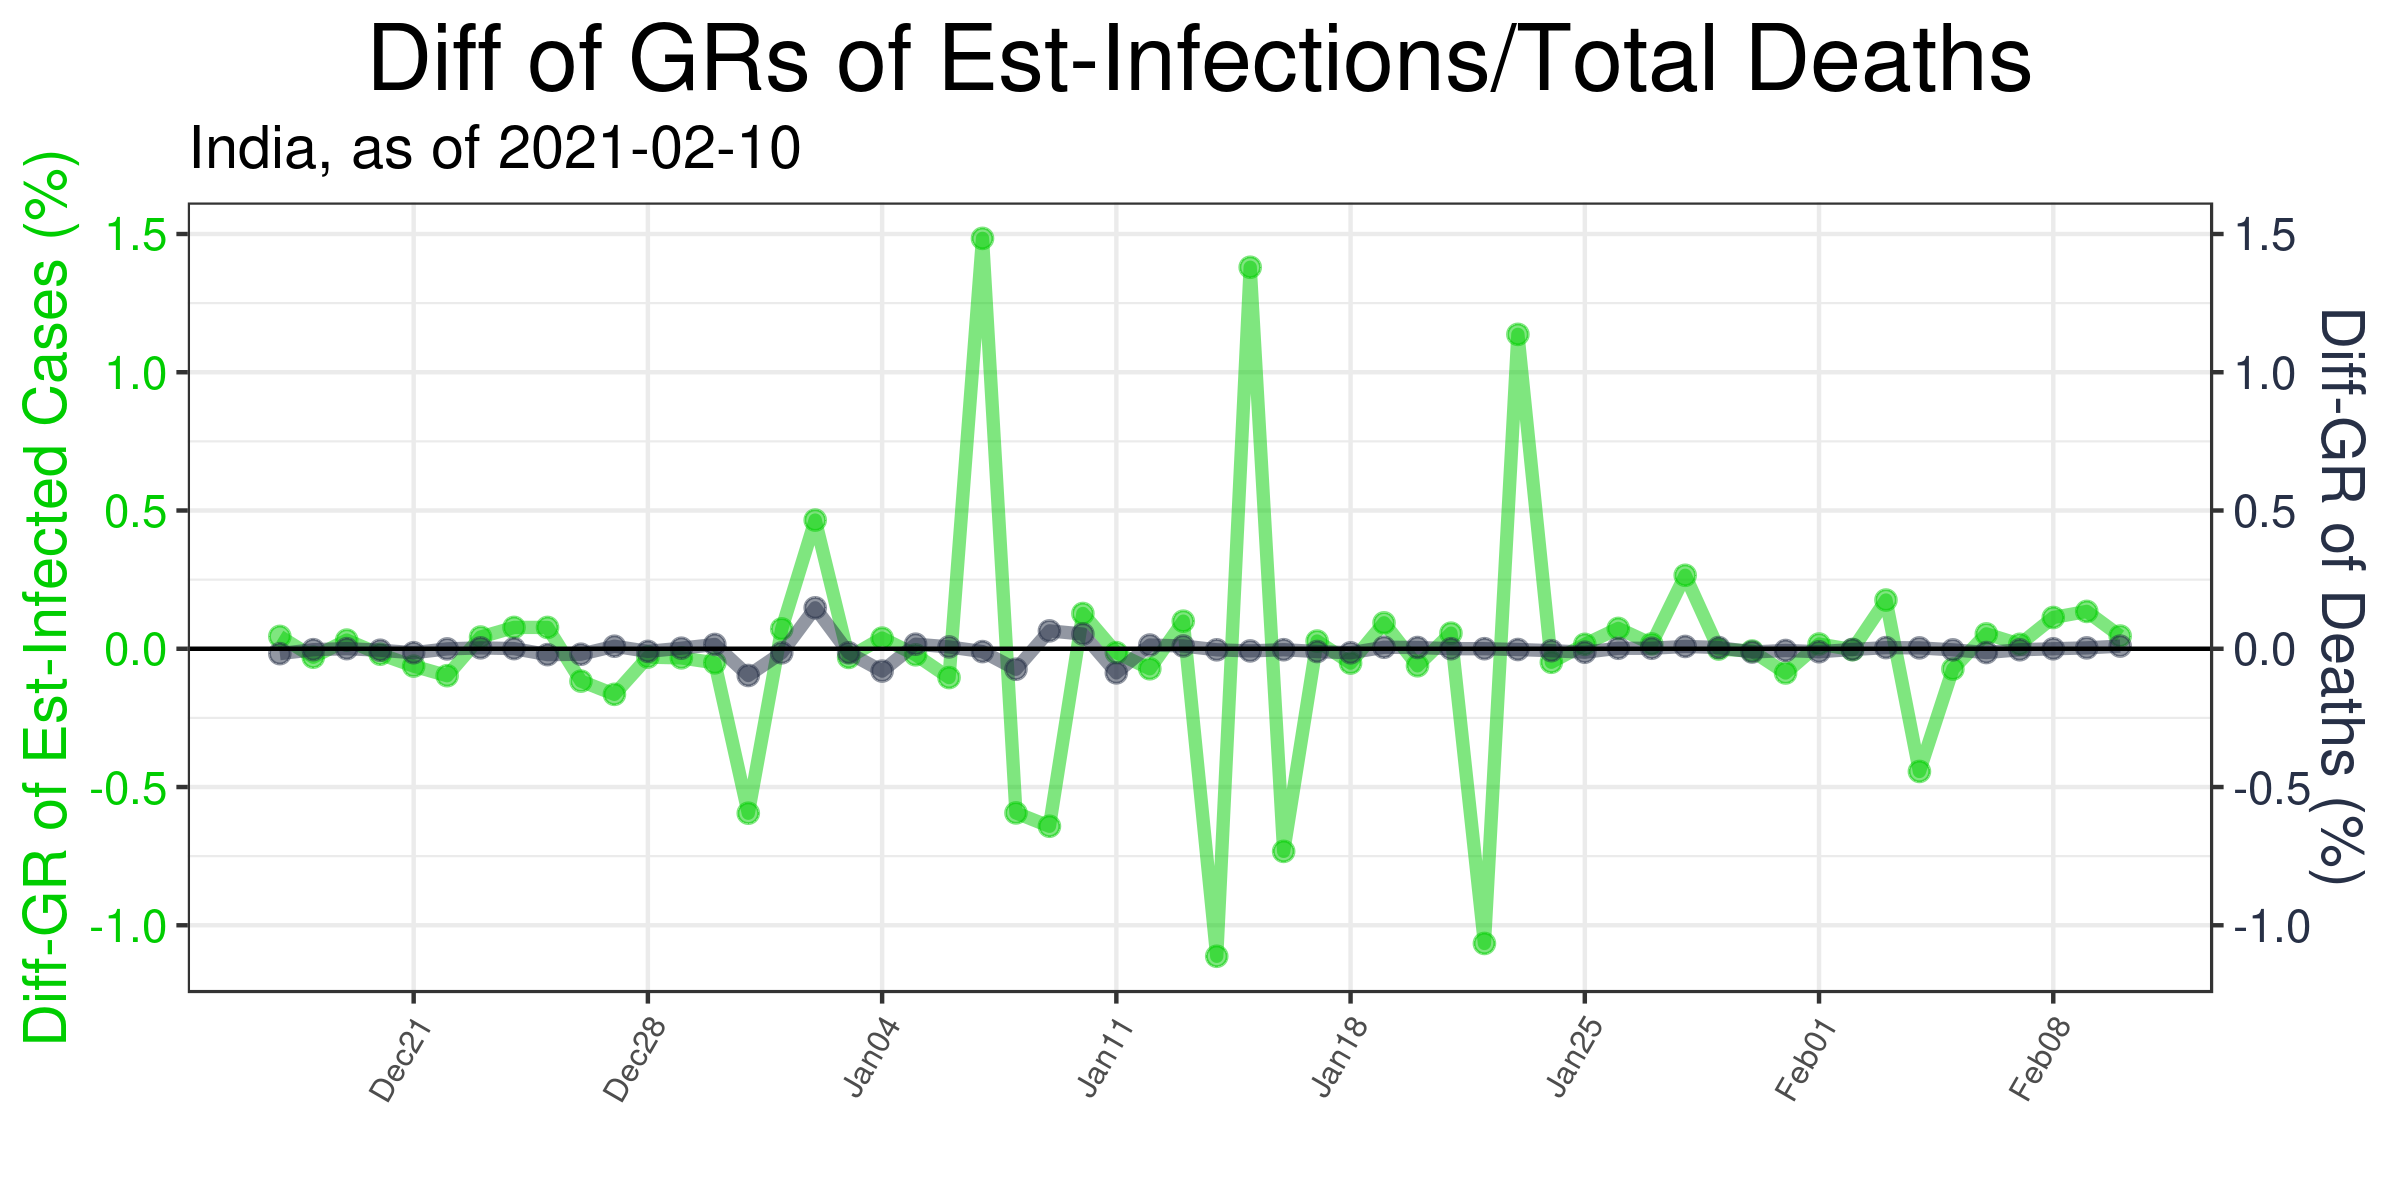 Diff of GRs of Est-Infections/Total Deaths
India, as of 2021-02-10
Diff-GR of Est-Infected Cases (%)
1.5
1.0
0.5
0.0
-0.5
-1.0
1.5
1.0
0.5
0.0
-0.5
-1.0
Diff-GR of Deaths (%)
Dec21
Dec28
Jan04
Jan11
Jan18
Jan25
Feb01
Feb08